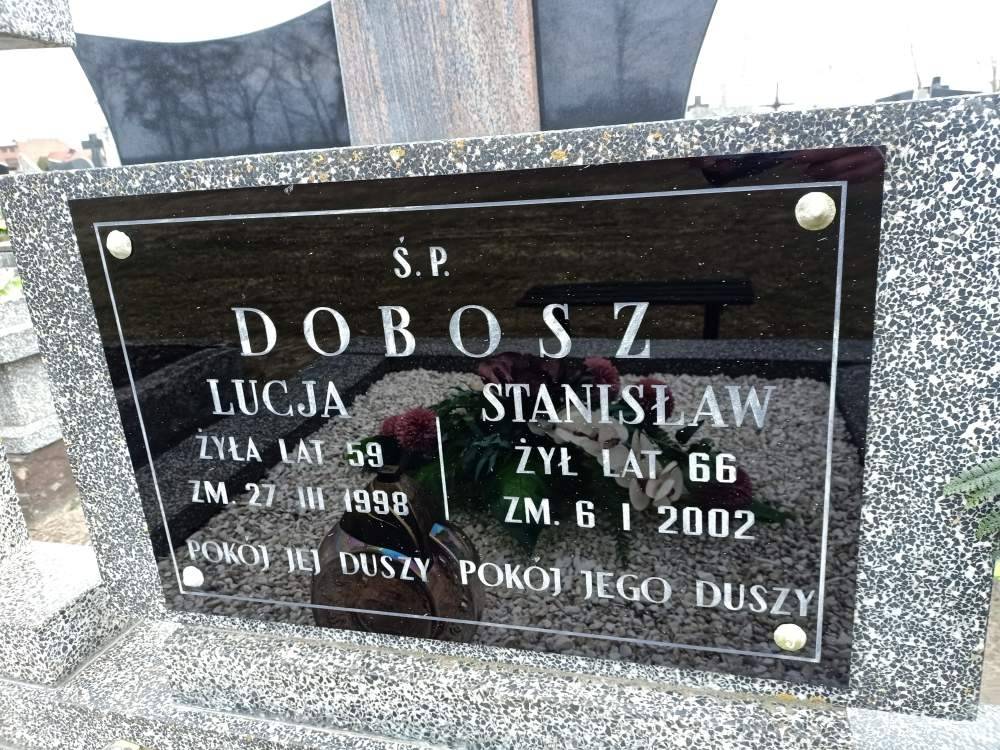 Ś. P.
DOBOSZ
LUCJA
ŻYŁA LAT 59
ZM. 27 III 1998
POKÓJ JEJ DUSZY
STANISŁAW
ŻYŁ LAT 66
ZM. 6 I 2002
POKÓJ JEGO DUSZY